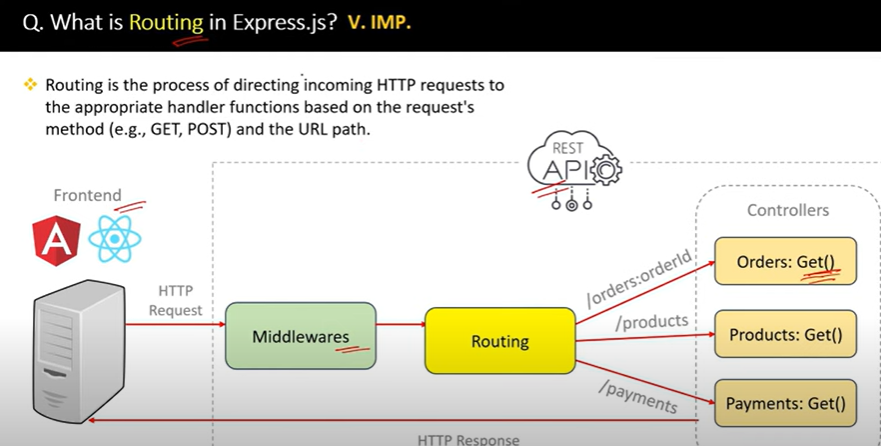 Q. What is Routing in Express.js? V. IMP.
❖ Routing is the process of directing incoming HTTP requests to
the appropriate handler functions based on the request's
method (e.g., GET, POST) and the URL path.
REST
API
Frontend
A
Controllers
HTTP
Request
Middlewares
Routing
/orders:orderId
/products
/payments
Orders: Get()
Products: Get()
Payments: Get()
HTTP Response